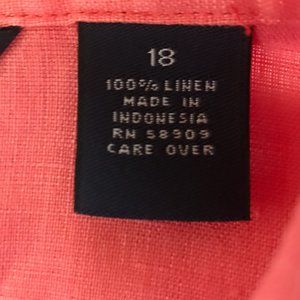 18
100% LINEN
MADE IN
INDONESIA
RN 58909
CARE OVER